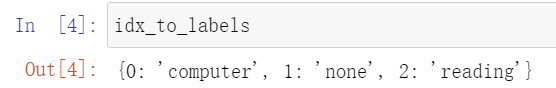 In [4]: idx_to_labels
Out[4]: {0: 'computer', 1: 'none', 2: 'reading'}